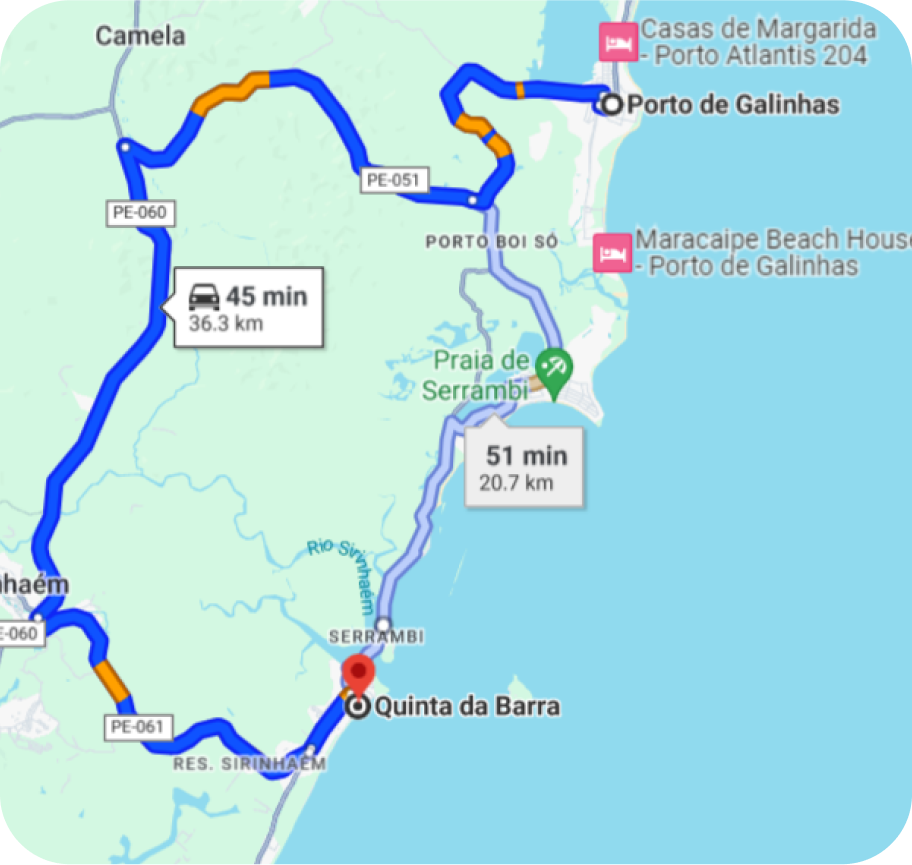 Camela
Casas de Margarida
- Porto Atlantis 204
Porto de Galinhas
PE-051
PE-060
PORTO BOI SÓ
Maracaipe Beach House
- Porto de Galinhas
45 min
36.3 km
Praia de
Serrambi
51 min
20.7 km
Rio Sirinhaém
nhaém
E-060
SERRAMBI
Quinta da Barra
PE-061
RES. SIRINHAÉM